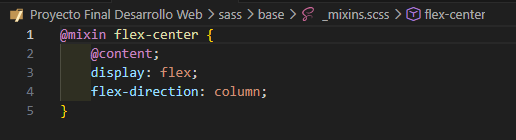 Proyecto Final Desarrollo Web > sass > base > _mixins.scss > flex-center
1 @mixin flex-center {
2 @content;
3 display: flex;
4 flex-direction: column;
5 }